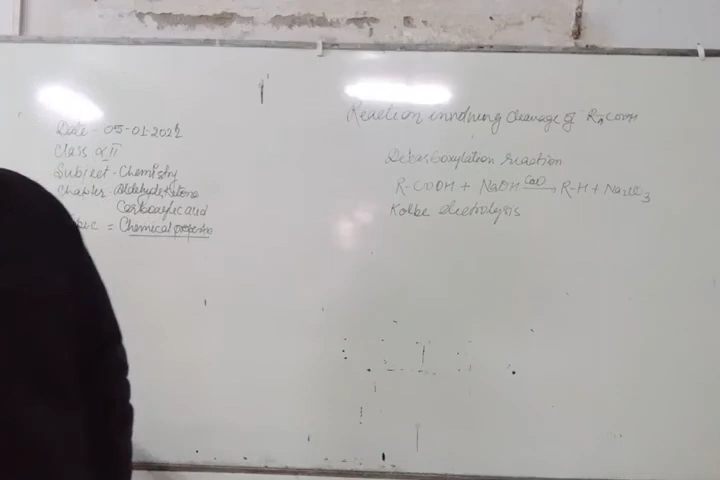 Date - 05-01-2022
Class XII
Subject - Chemistry
Chapter Aldehyde, Ketone
Carboxylic acid
= Chemical properties
Reaction involving cleavage of R-COOH
Decarboxylation reaction
R-COOH + NaOH CaO → R-H + Na2CO3
Kolbe electrolysis